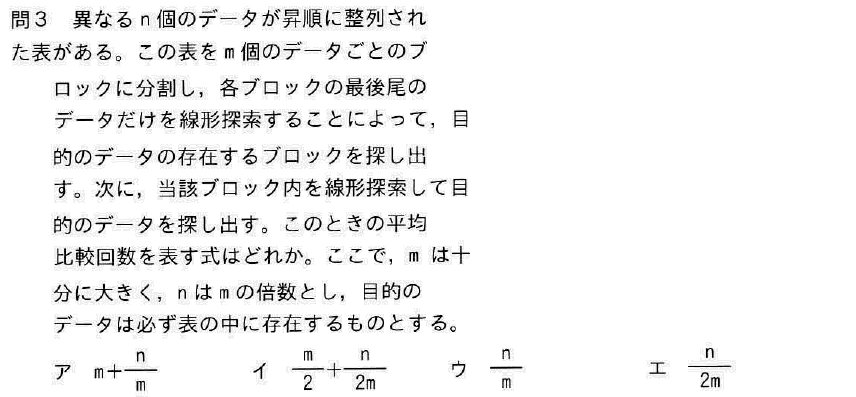 問３　異なるｎ個のデータが昇順に整列され
た表がある。この表をｍ個のデータごとのブ
ロックに分割し，各ブロックの最後尾の
データだけを線形探索することによって，目
的のデータの存在するブロックを探し出
す。次に，当該ブロック内を線形探索して目
的のデータを探し出す。このときの平均
比較回数を表す式はどれか。ここで，ｍ は十
分に大きく，ｎはｍの倍数とし，目的の
データは必ず表の中に存在するものとする。
ア　m+n/m　イ　m/2+n/2m　ウ　n/m　エ　n/2m